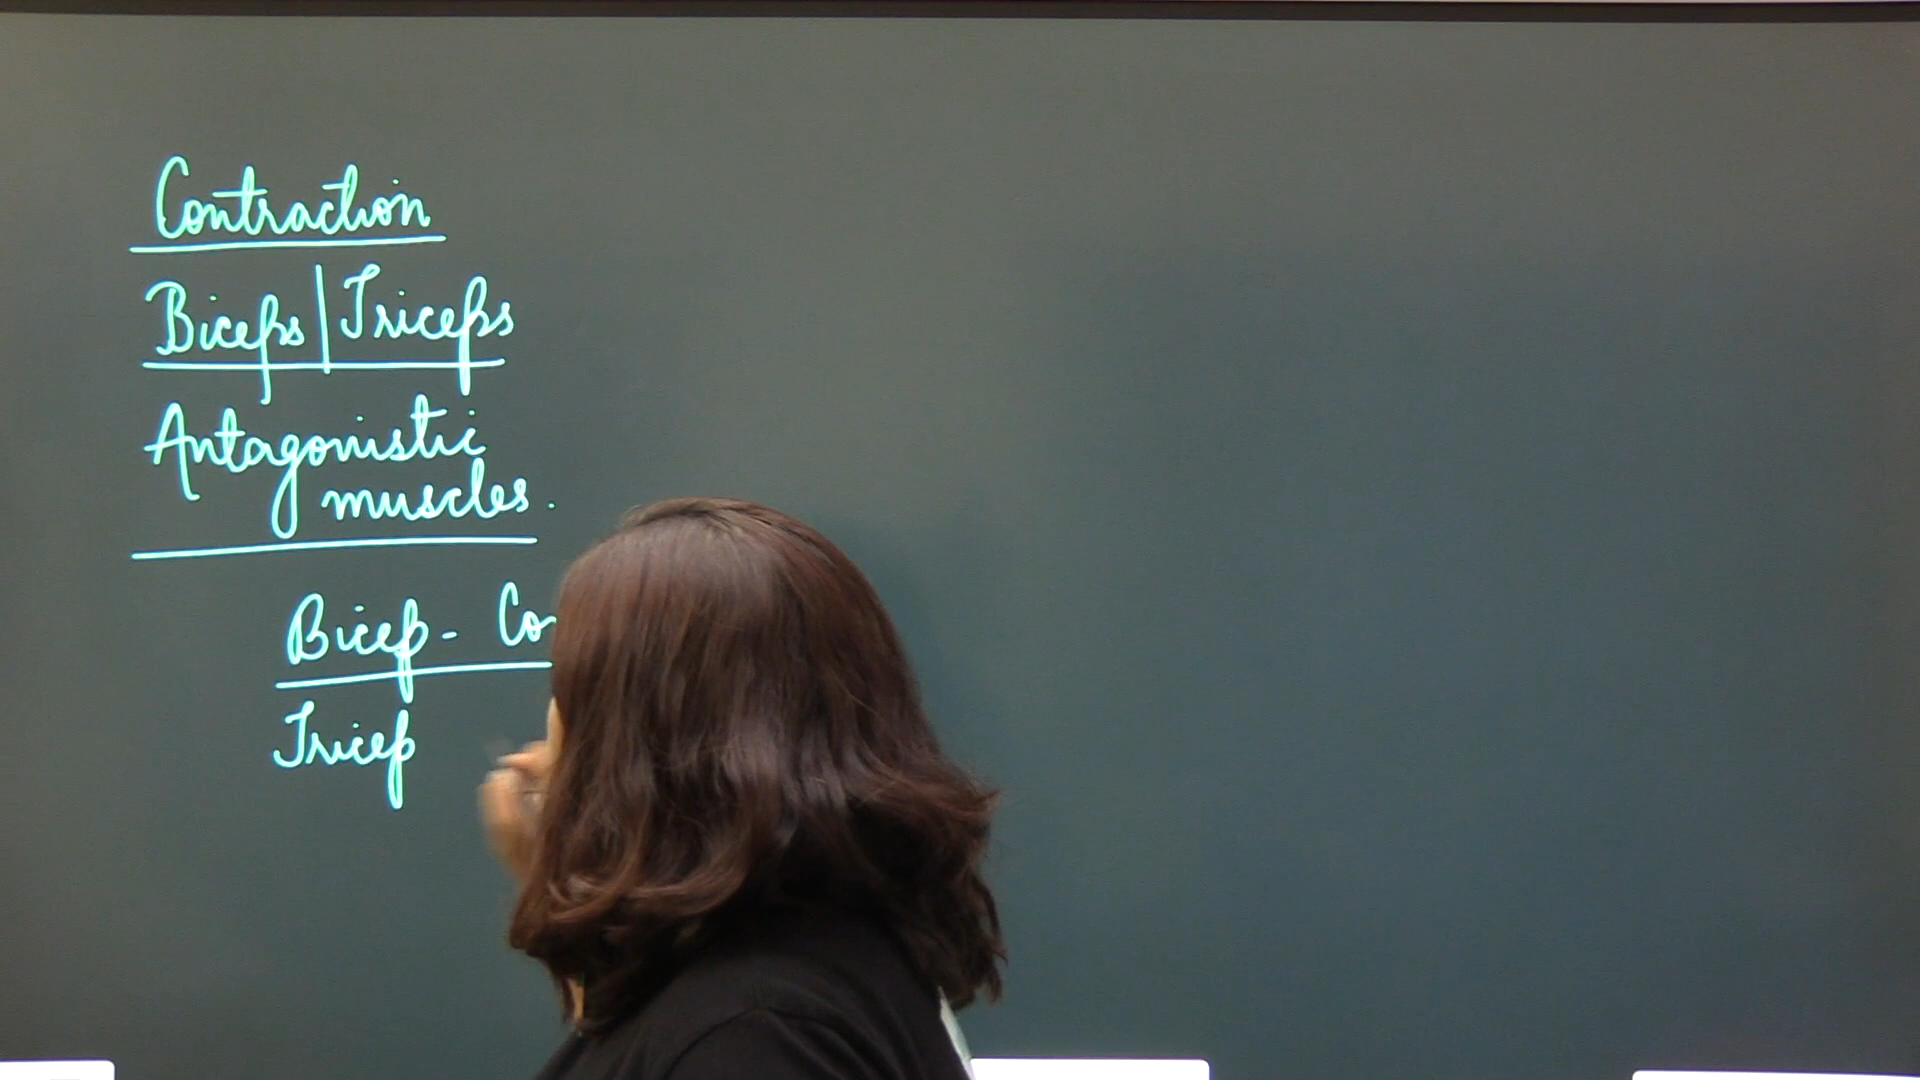 Contraction
Biceps | Triceps
Antagonistic
muscles.
Bicep - Co
Tricep